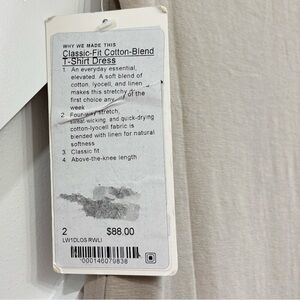 WHY WE MADE THIS
Classic-Fit Cotton-Blend
T-Shirt Dress
1. An everyday essential,
elevated. A soft blend of
cotton, lyocell, and linen
makes this stretchy
first choice any of the
week
2. Four-way stretch,
sweat-wicking, and quick-drying
cotton-lyocell fabric is
blended with linen for natural
softness
3. Classic fit
4. Above-the-knee length
2 $88.00
LW1DLOS RWLI
000146079838